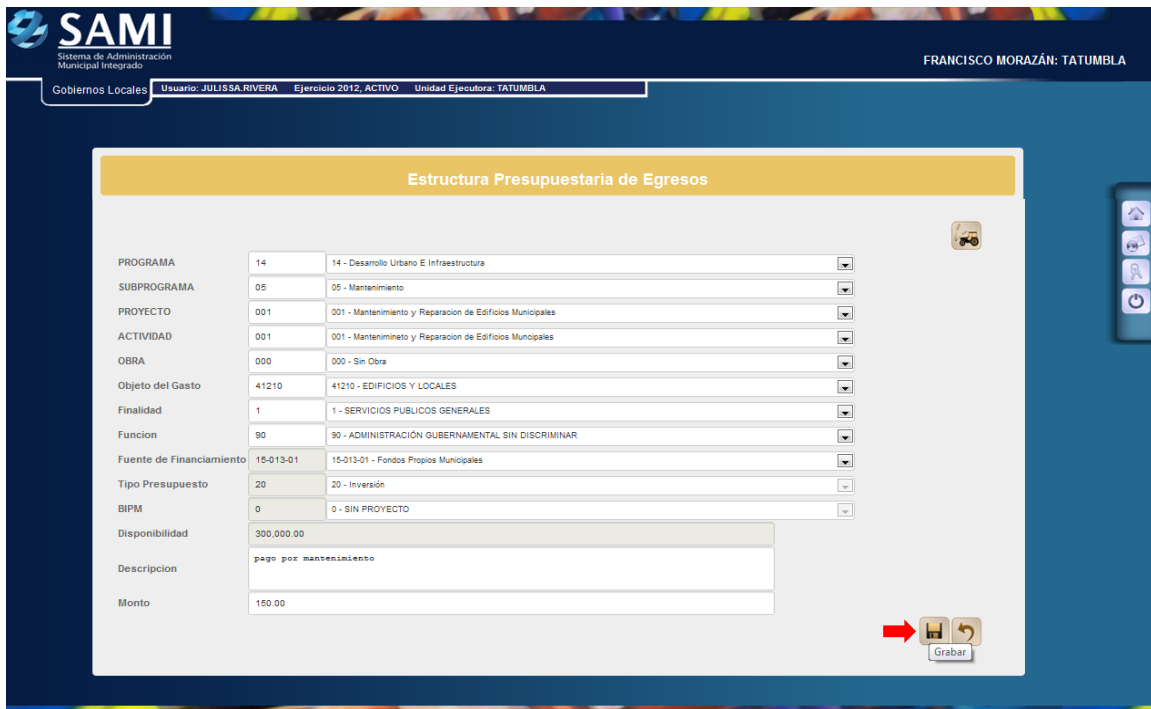 SAMI
Sistema de Administración
Municipal Integrado
FRANCISCO MORAZÁN: TATUMBLA
Gobiernos Locales Usuario: JULISSA.RIVERA Ejercicio 2012, ACTIVO Unidad Ejecutora: TATUMBLA
Estructura Presupuestaria de Egresos
PROGRAMA 14 14 - Desarrollo Urbano E Infraestructura
SUBPROGRAMA 05 05 - Mantenimiento
PROYECTO 001 001 - Mantenimiento y Reparacion de Edificios Municipales
ACTIVIDAD 001 001 - Mantenimineto y Reparacion de Edificios Muncipales
OBRA 000 000 - Sin Obra
Objeto del Gasto 41210 41210 - EDIFICIOS Y LOCALES
Finalidad 1 1 - SERVICIOS PUBLICOS GENERALES
Funcion 90 90 - ADMINISTRACIÓN GUBERNAMENTAL SIN DISCRIMINAR
Fuente de Financiamiento 15-013-01 15-013-01 - Fondos Propios Municipales
Tipo Presupuesto 20 20 - Inversión
BIPM 0 0 - SIN PROYECTO
Disponibilidad 300,000.00
Descripcion pago por mantenimiento
Monto 150.00
Grabar